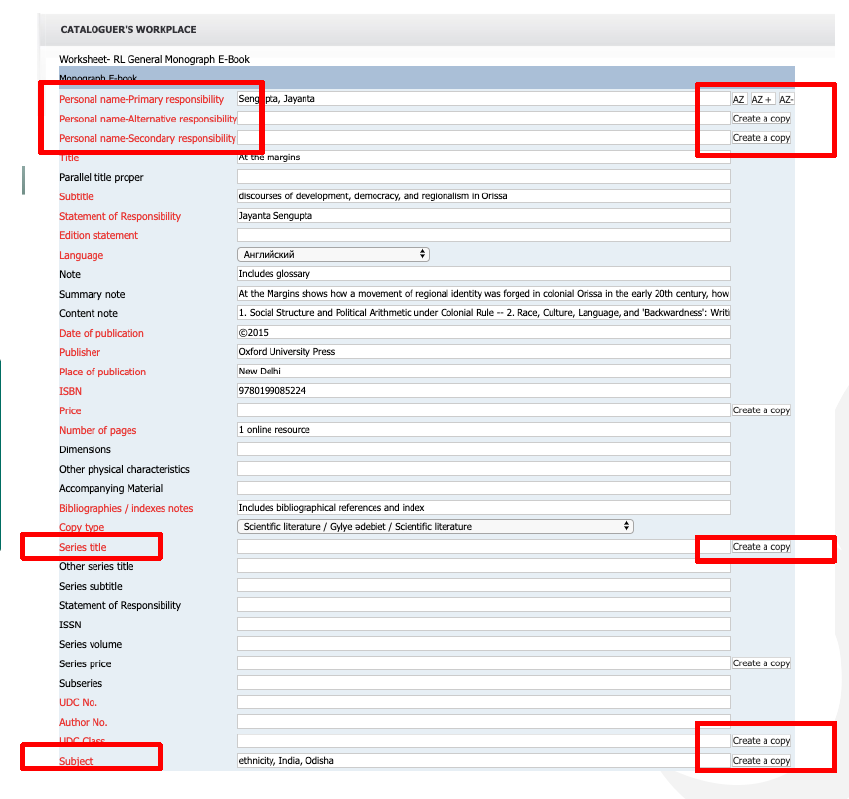 CATALOGUER'S WORKPLACE
Worksheet- RL General Monograph E-Book
Monograph E-book
Personal name-Primary responsibility Sengupta, Jayanta AZ AZ + AZ-
Personal name-Alternative responsibility Create a copy
Personal name-Secondary responsibility Create a copy
Title At the margins
Parallel title proper
Subtitle discourses of development, democracy, and regionalism in Orissa
Statement of Responsibility Jayanta Sengupta
Edition statement
Language Английский
Note Includes glossary
Summary note At the Margins shows how a movement of regional identity was forged in colonial Orissa in the early 20th century, how
Content note 1. Social Structure and Political Arithmetic under Colonial Rule -- 2. Race, Culture, Language, and 'Backwardness': Writi
Date of publication ©2015
Publisher Oxford University Press
Place of publication New Delhi
ISBN 9780199085224
Price Create a copy
Number of pages 1 online resource
Dimensions
Other physical characteristics
Accompanying Material
Bibliographies / indexes notes Includes bibliographical references and index
Copy type Scientific literature / Gylye ədebiet / Scientific literature
Series title Create a copy
Other series title
Series subtitle
Statement of Responsibility
ISSN
Series volume
Series price Create a copy
Subseries
UDC No.
Author No.
UDC Class Create a copy
Subject ethnicity, India, Odisha Create a copy